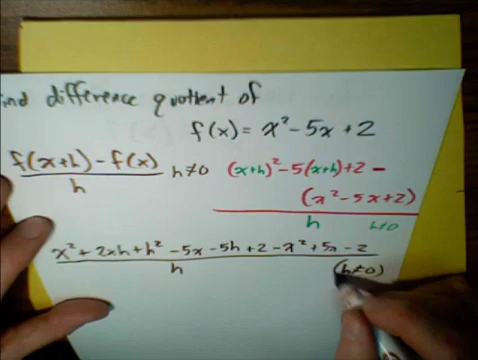 ind difference quotient of
f(x) = x² - 5x + 2
f(x+h) - f(x) / h h≠0 (x+h)² - 5(x+h) + 2 -
(x² - 5x + 2)
h h≠0
x² + 2xh + h² - 5x - 5h + 2 - x² + 5x - 2
h (h≠0)